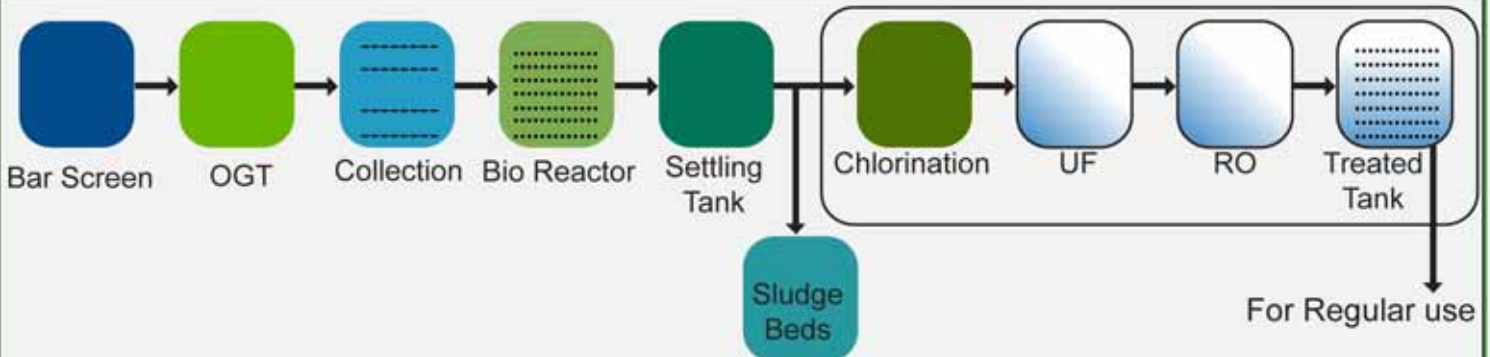 Bar Screen
OGT
Collection
Bio Reactor
Settling
Tank
Chlorination
UF
RO
Treated
Tank
Sludge
Beds
For Regular use